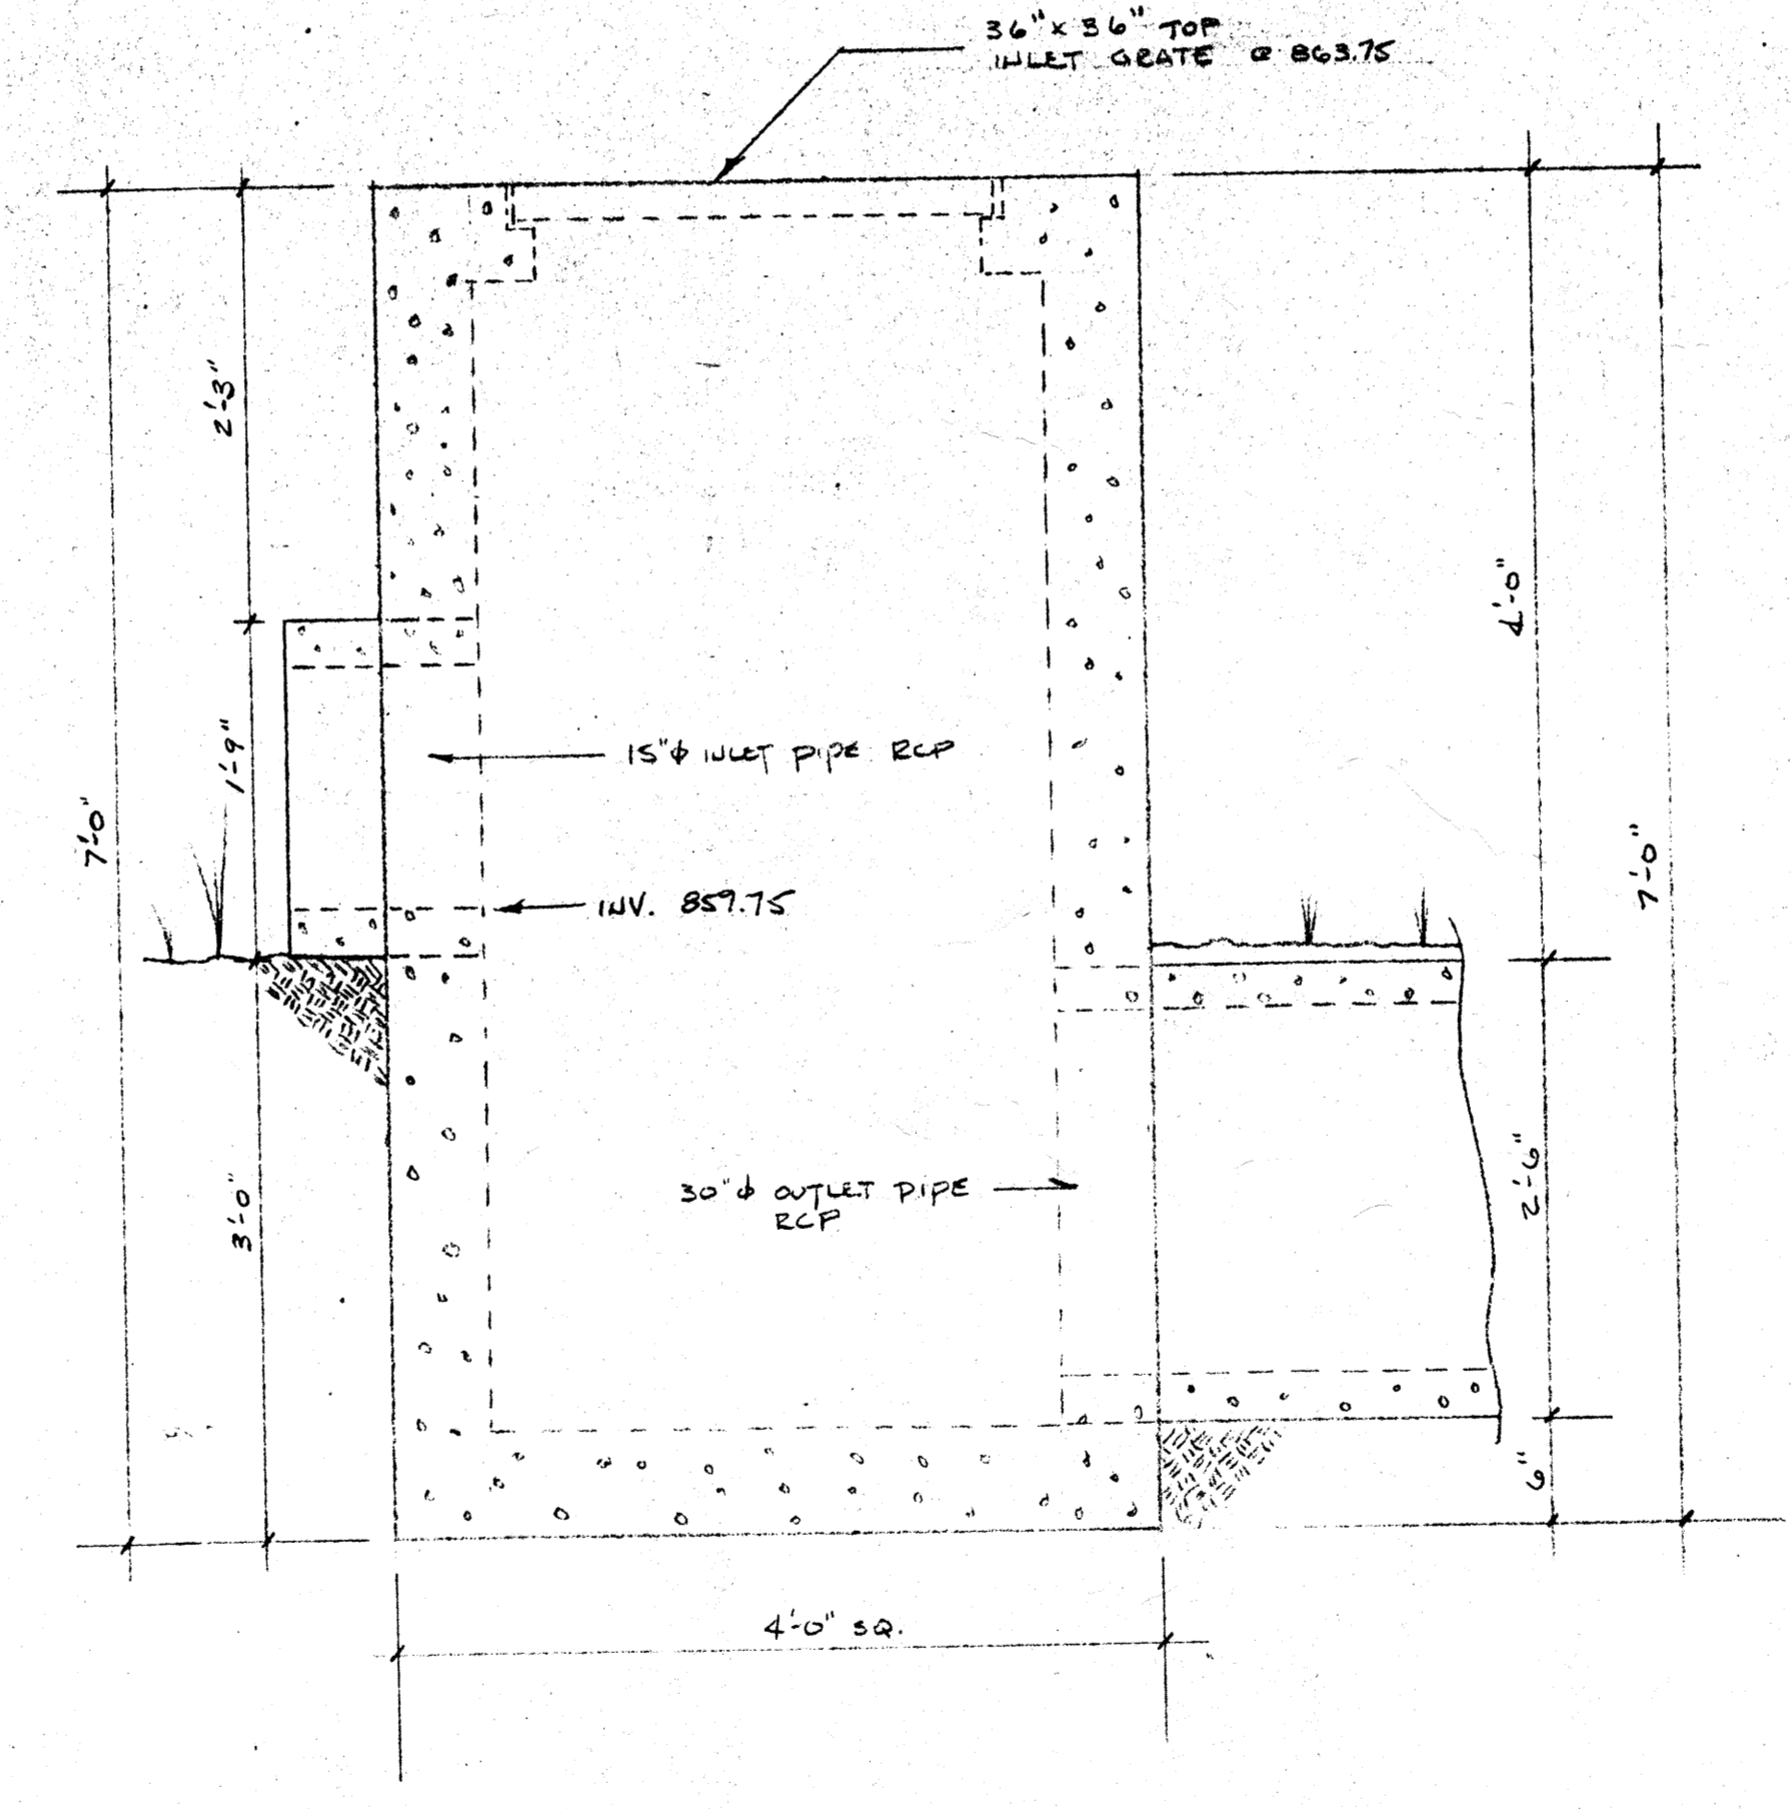 36" x 36" TOP
INLET GRATE @ 863.75
2'-3"
4'-0"
1'-9"
15"ϕ INLET PIPE RCP
7'-0"
7'-0"
INV. 859.75
30"ϕ OUTLET PIPE
RCP
2'-6"
3'-0"
6"
4'-0" SQ.